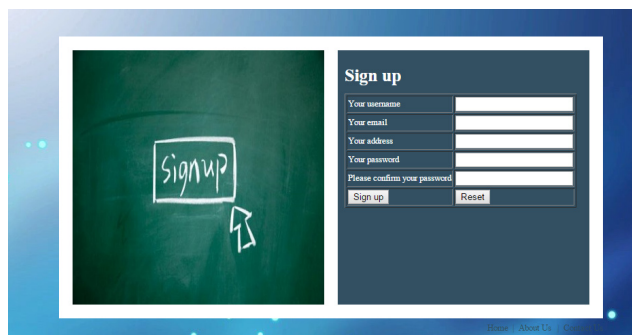 signup
Sign up
Your username
Your email
Your address
Your password
Please confirm your password
Sign up Reset
Home | About Us |